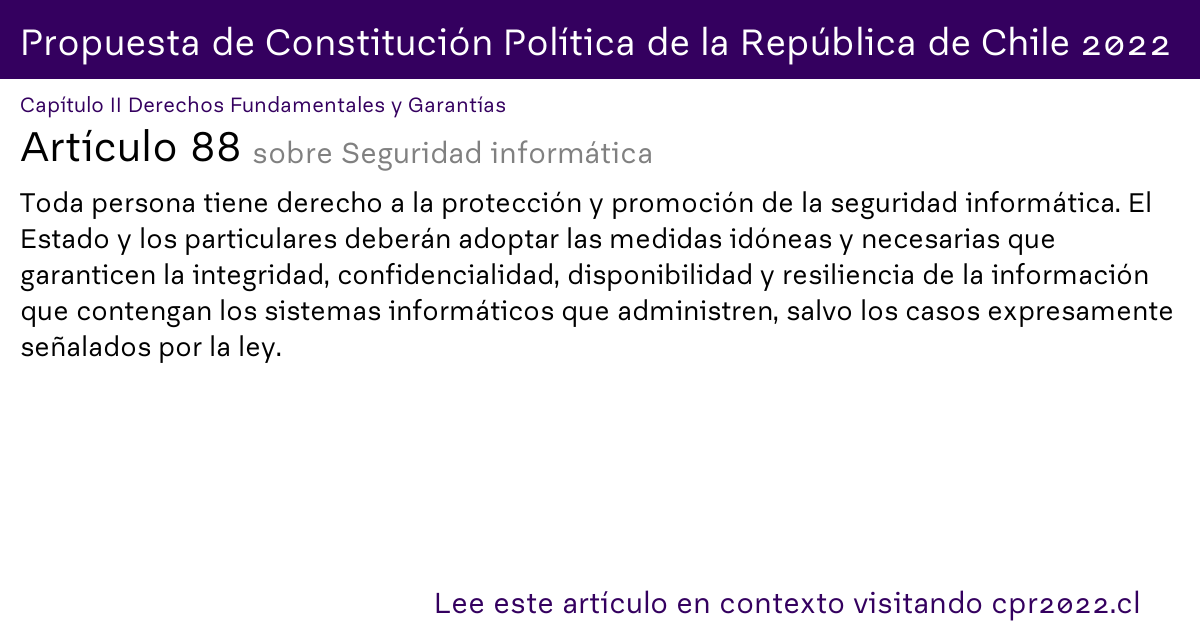 Propuesta de Constitución Política de la República de Chile 2022
Capítulo II Derechos Fundamentales y Garantías
Artículo 88 sobre Seguridad informática
Toda persona tiene derecho a la protección y promoción de la seguridad informática. El
Estado y los particulares deberán adoptar las medidas idóneas y necesarias que
garanticen la integridad, confidencialidad, disponibilidad y resiliencia de la información
que contengan los sistemas informáticos que administren, salvo los casos expresamente
señalados por la ley.
Lee este artículo en contexto visitando cpr2022.cl